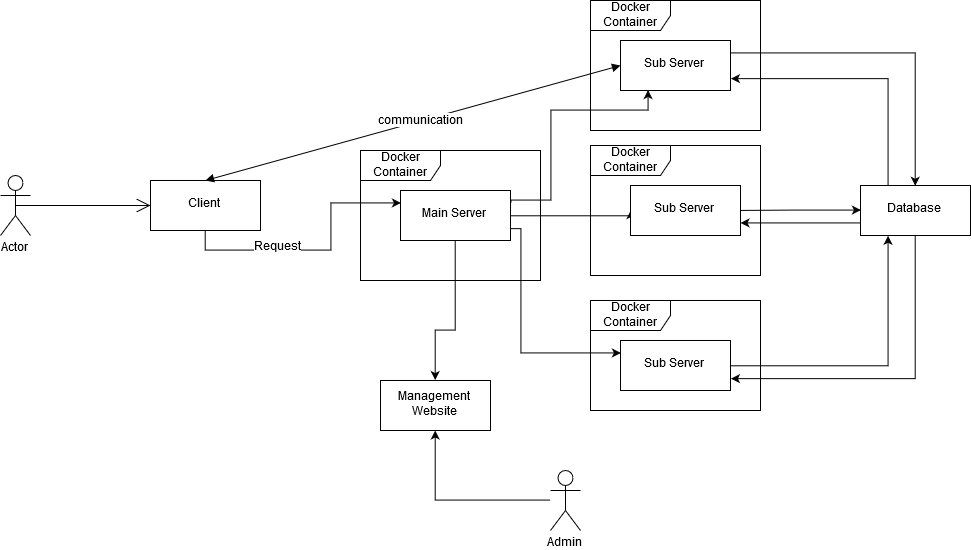 Docker
Container
Sub Server
communication
Docker
Container
Docker
Container
Client
Main Server
Sub Server
Database
Actor
Request
Docker
Container
Sub Server
Management
Website
Admin